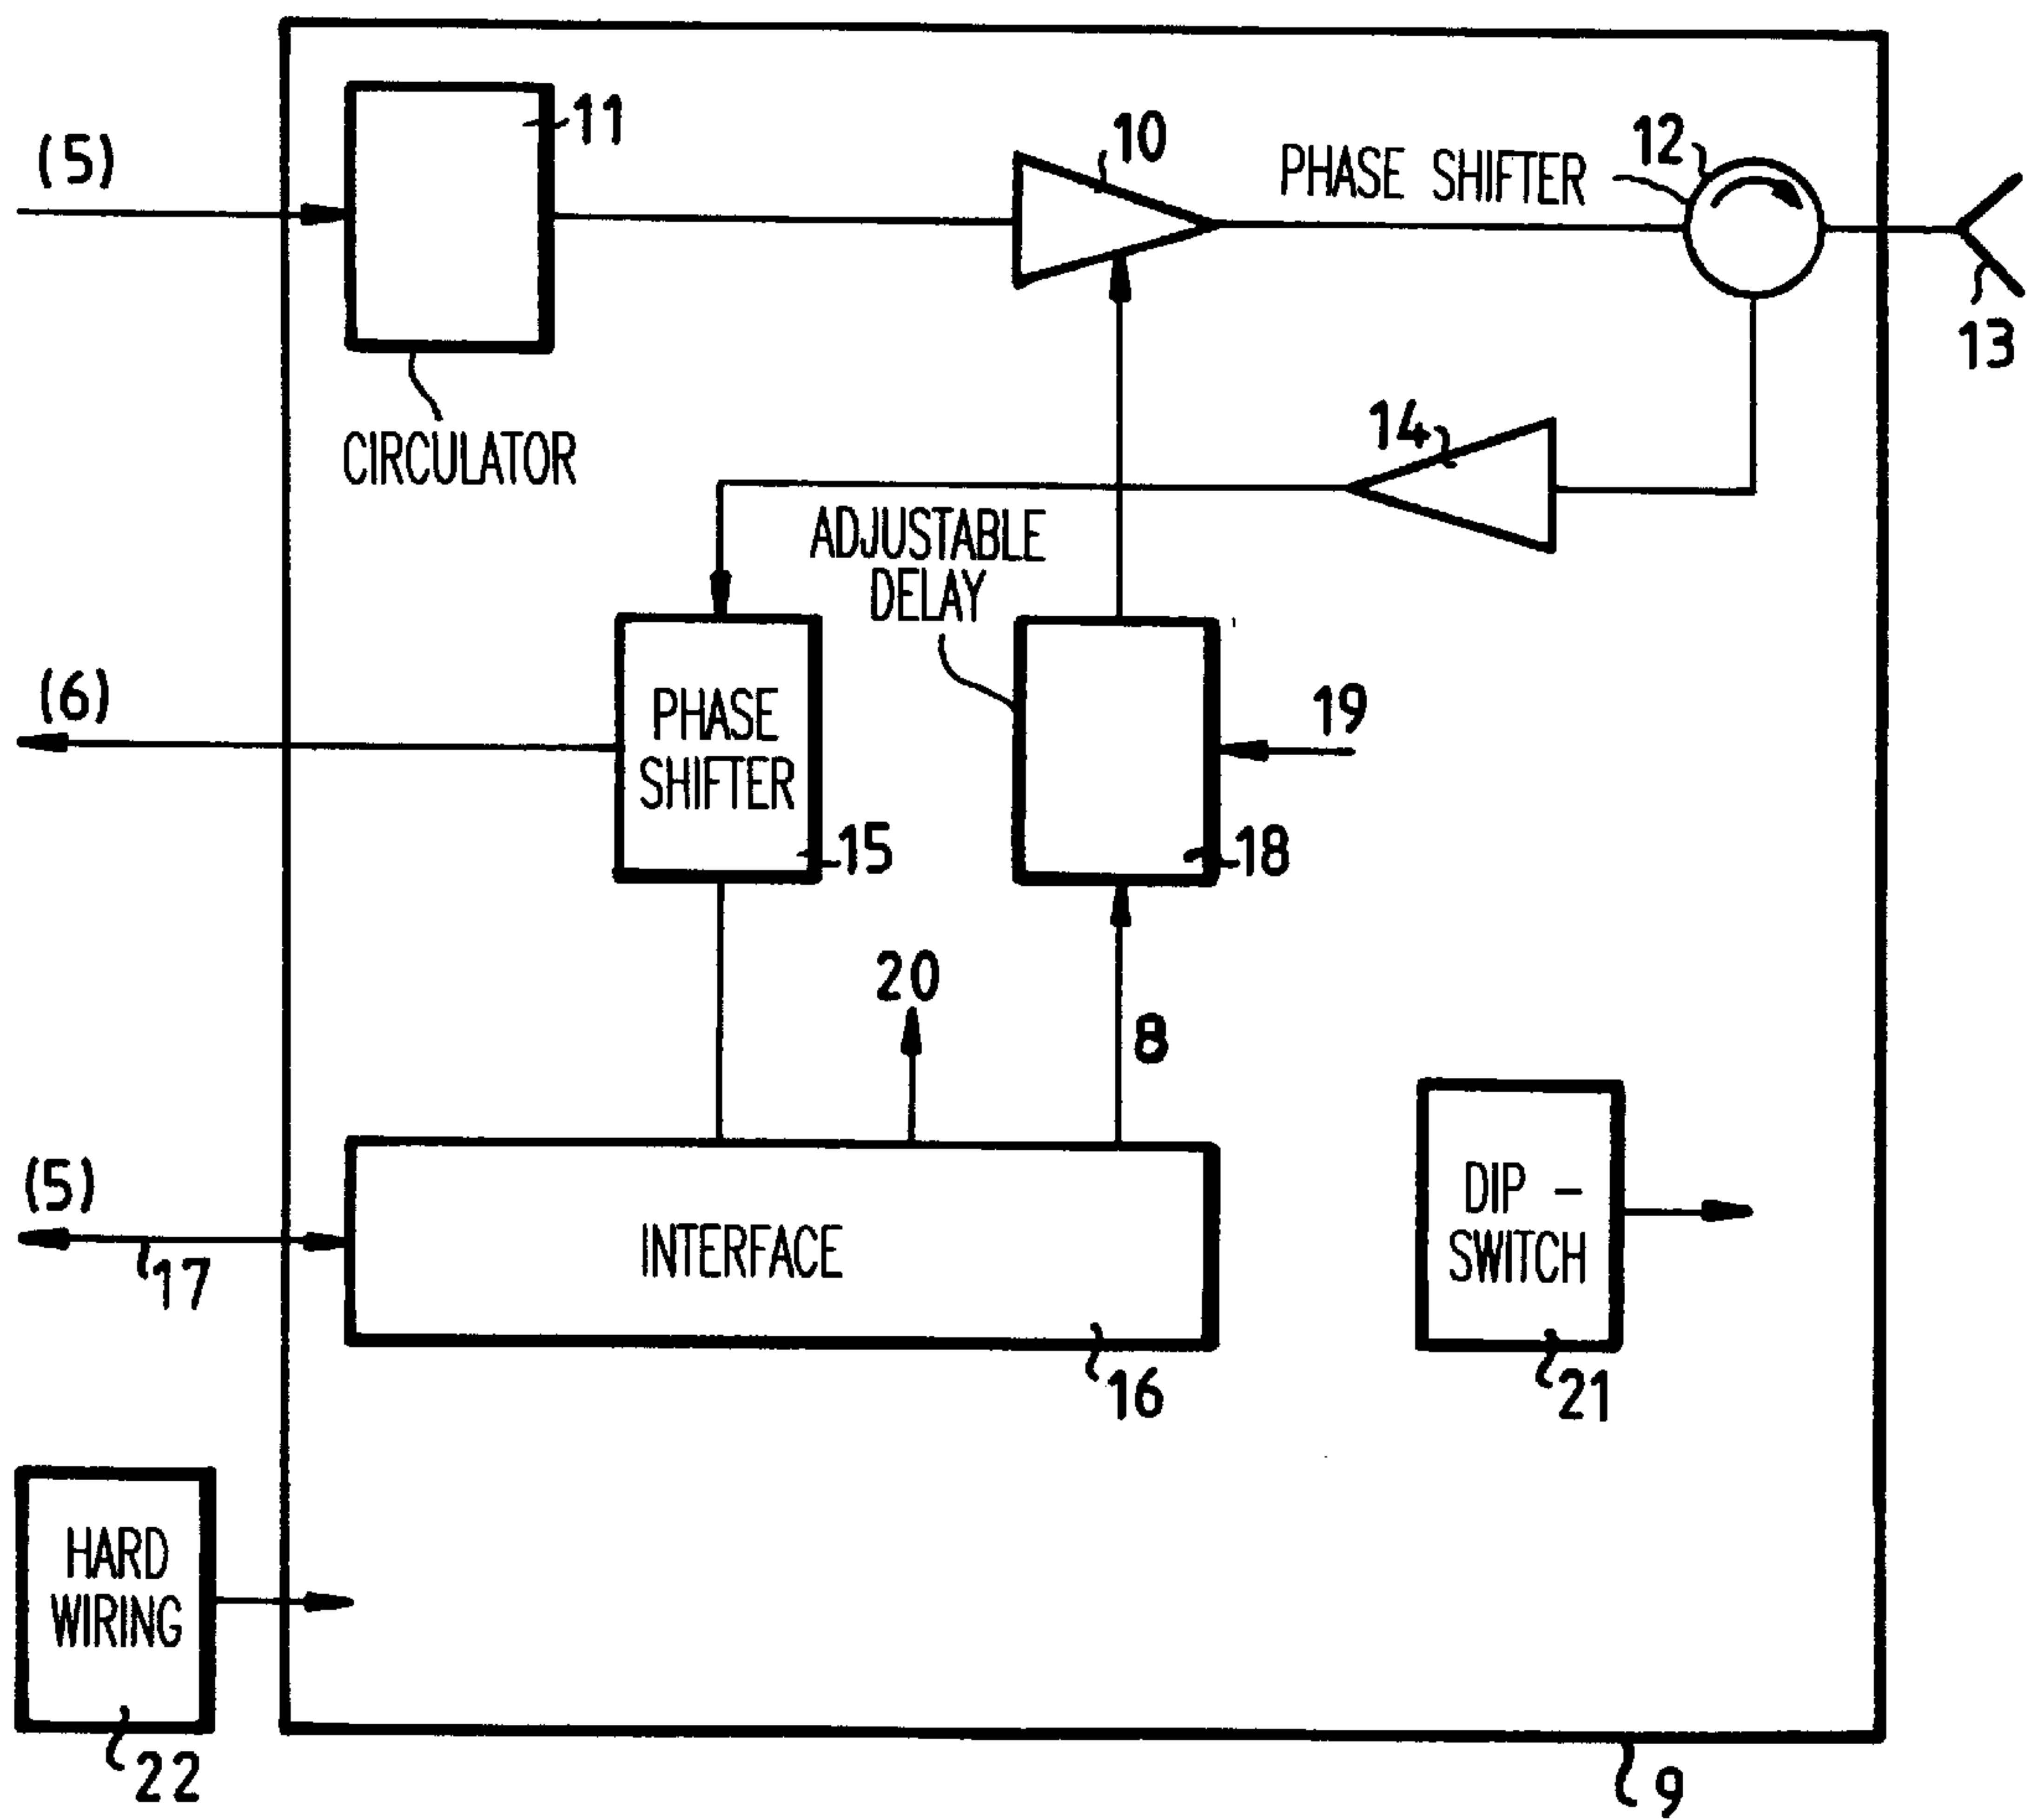 (5)
11
10
PHASE SHIFTER
12
13
CIRCULATOR
14
ADJUSTABLE
DELAY
(6)
PHASE
SHIFTER
15
19
18
20
8
(5)
17
INTERFACE
16
DIP -
SWITCH
21
HARD
WIRING
22
9